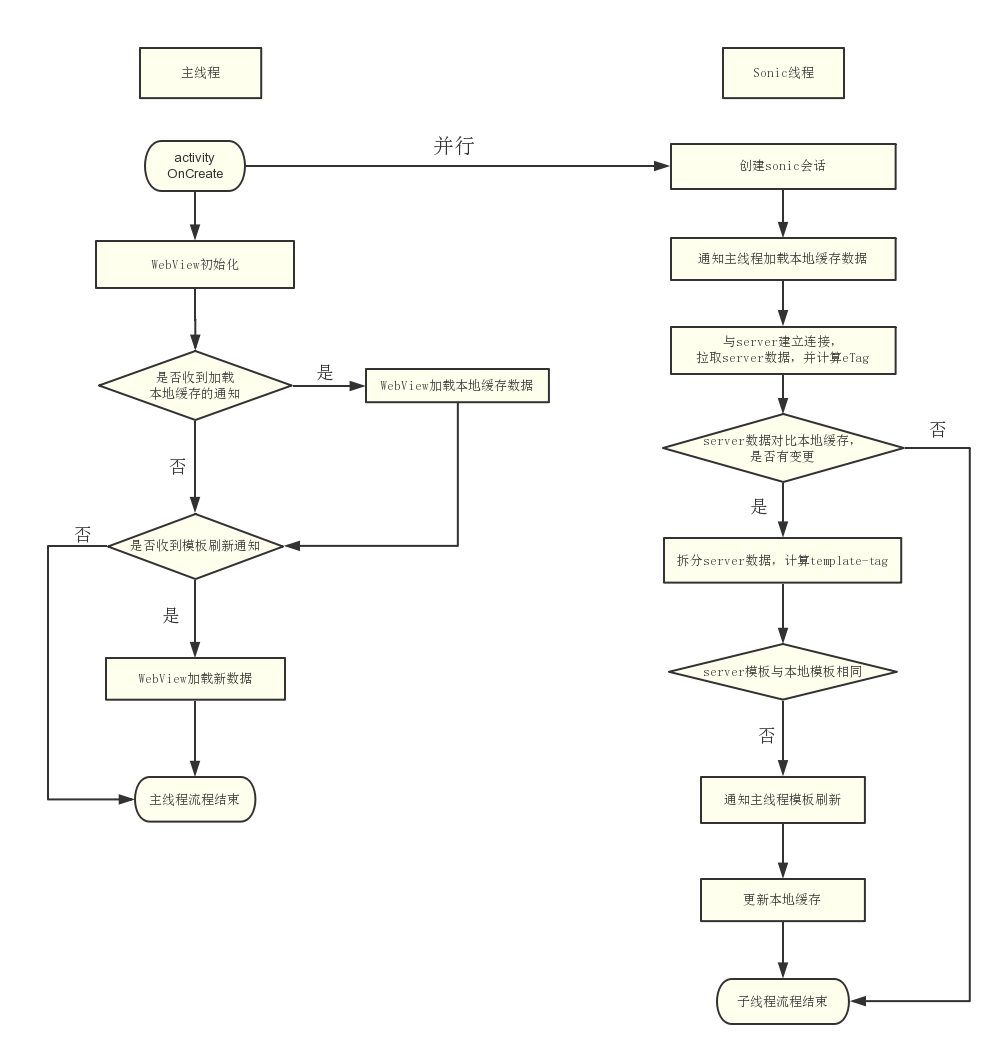 主线程
Sonic线程
并行
activity
OnCreate
创建sonic会话
WebView初始化
通知主线程加载本地缓存数据
与server建立连接，
拉取server数据，并计算eTag
是否收到加载
本地缓存的通知
是
WebView加载本地缓存数据
否
server数据对比本地缓存，
是否有变更
否
是
否
是否收到模板刷新通知
拆分server数据，计算template-tag
是
WebView加载新数据
server模板与本地模板相同
否
主线程流程结束
通知主线程模板刷新
更新本地缓存
子线程流程结束